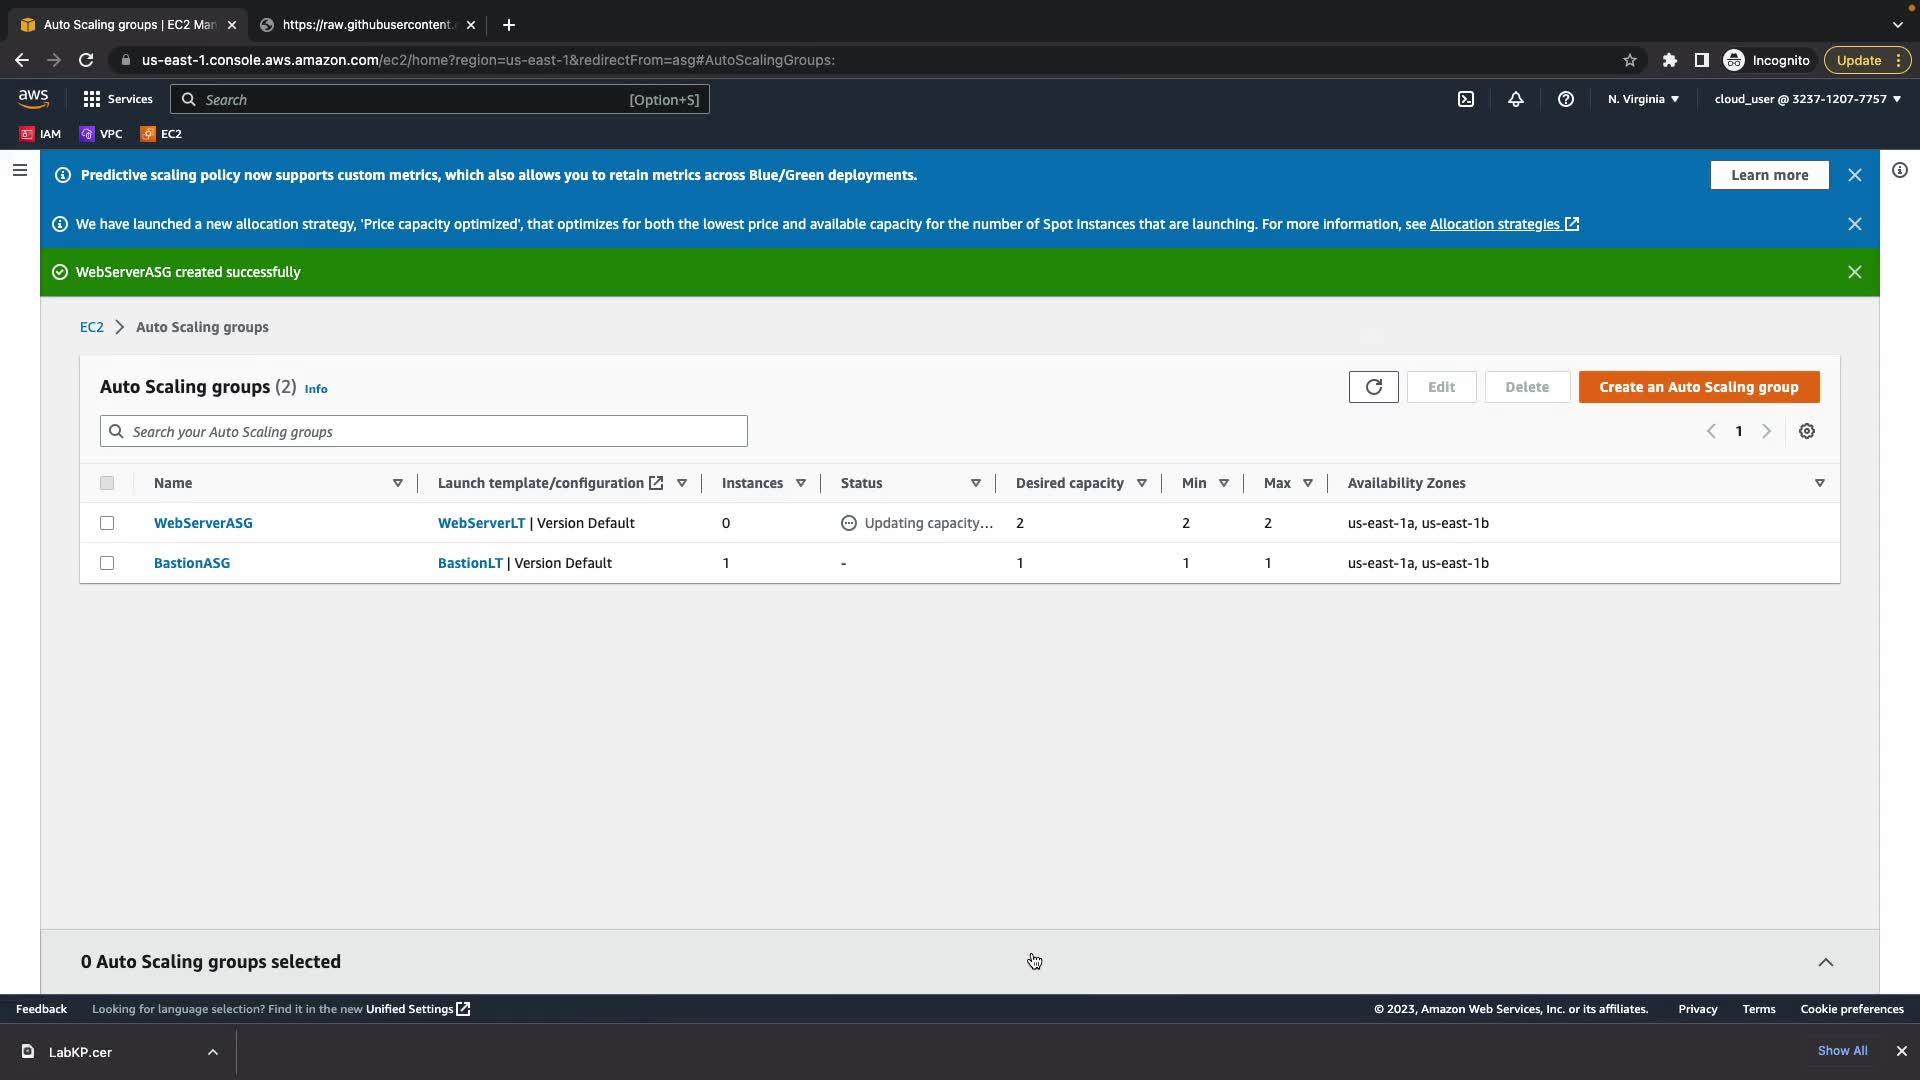 Auto Scaling groups | EC2 Man
https://raw.githubusercontent.
us-east-1.console.aws.amazon.com/ec2/home?region=us-east-1&redirectFrom=asg#AutoScalingGroups:
Incognito
Update
aws
Services
Search
[Option+S]
N. Virginia
cloud_user @ 3237-1207-7757
IAM
VPC
EC2
Predictive scaling policy now supports custom metrics, which also allows you to retain metrics across Blue/Green deployments.
Learn more
We have launched a new allocation strategy, 'Price capacity optimized', that optimizes for both the lowest price and available capacity for the number of Spot Instances that are launching. For more information, see Allocation strategies
WebServerASG created successfully
EC2 > Auto Scaling groups
Auto Scaling groups (2) Info
Edit
Delete
Create an Auto Scaling group
Search your Auto Scaling groups
1
Name Launch template/configuration Instances Status Desired capacity Min Max Availability Zones
WebServerASG WebServerLT | Version Default 0 Updating capacity... 2 2 2 us-east-1a, us-east-1b
BastionASG BastionLT | Version Default 1 - 1 1 1 us-east-1a, us-east-1b
0 Auto Scaling groups selected
Feedback
Looking for language selection? Find it in the new Unified Settings
© 2023, Amazon Web Services, Inc. or its affiliates.
Privacy
Terms
Cookie preferences
LabKP.cer
Show All